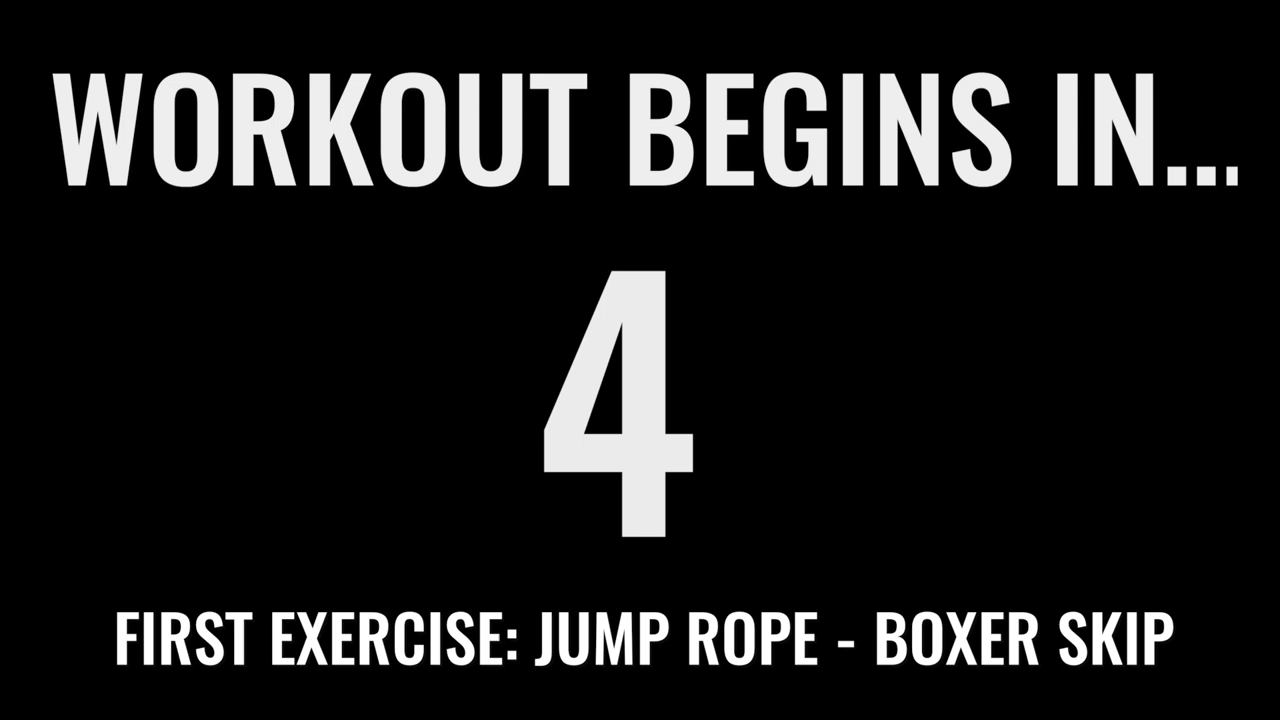 WORKOUT BEGINS IN...
4
FIRST EXERCISE: JUMP ROPE - BOXER SKIP